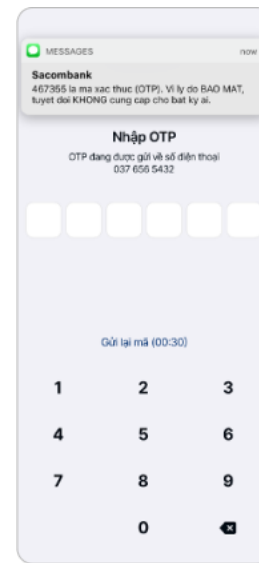 MESSAGES now
Sacombank
467355 la ma xac thuc (OTP). Vi ly do BAO MAT,
tuyet doi KHONG cung cap cho bat ky ai.
Nhập OTP
OTP đang được gửi về số điện thoại
037 656 5432
Gửi lại mã (00:30)
1 2 3
4 5 6
7 8 9
0